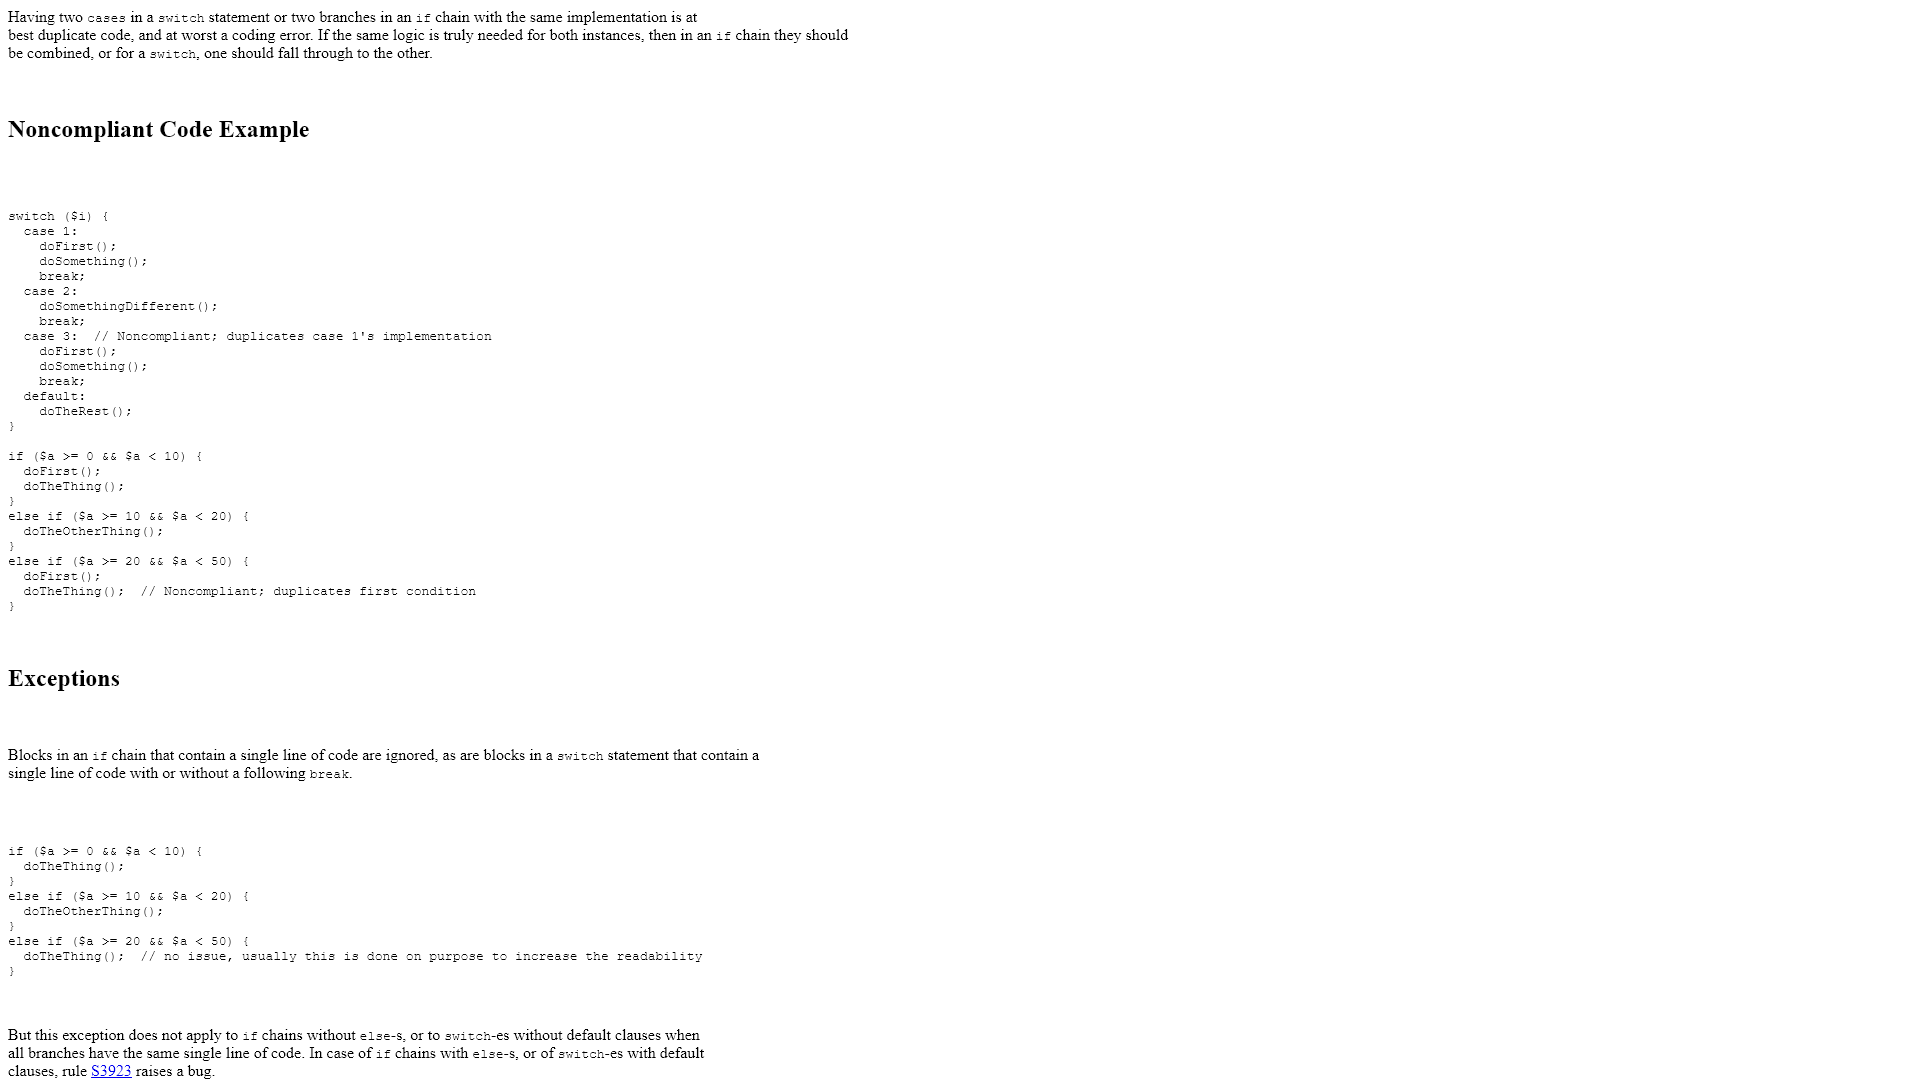 Having two cases in a switch statement or two branches in an if chain with the same implementation is at
best duplicate code, and at worst a coding error. If the same logic is truly needed for both instances, then in an if chain they should
be combined, or for a switch, one should fall through to the other.
Noncompliant Code Example
switch ($i) {
  case 1:
    doFirst();
    doSomething();
    break;
  case 2:
    doSomethingDifferent();
    break;
  case 3:  // Noncompliant; duplicates case 1's implementation
    doFirst();
    doSomething();
    break;
  default:
    doTheRest();
}
if ($a >= 0 && $a < 10) {
  doFirst();
  doTheThing();
}
else if ($a >= 10 && $a < 20) {
  doTheOtherThing();
}
else if ($a >= 20 && $a < 50) {
  doFirst();
  doTheThing();  // Noncompliant; duplicates first condition
}
Exceptions
Blocks in an if chain that contain a single line of code are ignored, as are blocks in a switch statement that contain a
single line of code with or without a following break.
if ($a >= 0 && $a < 10) {
  doTheThing();
}
else if ($a >= 10 && $a < 20) {
  doTheOtherThing();
}
else if ($a >= 20 && $a < 50) {
  doTheThing();  // no issue, usually this is done on purpose to increase the readability
}
But this exception does not apply to if chains without else-s, or to switch-es without default clauses when
all branches have the same single line of code. In case of if chains with else-s, or of switch-es with default
clauses, rule S3923 raises a bug.